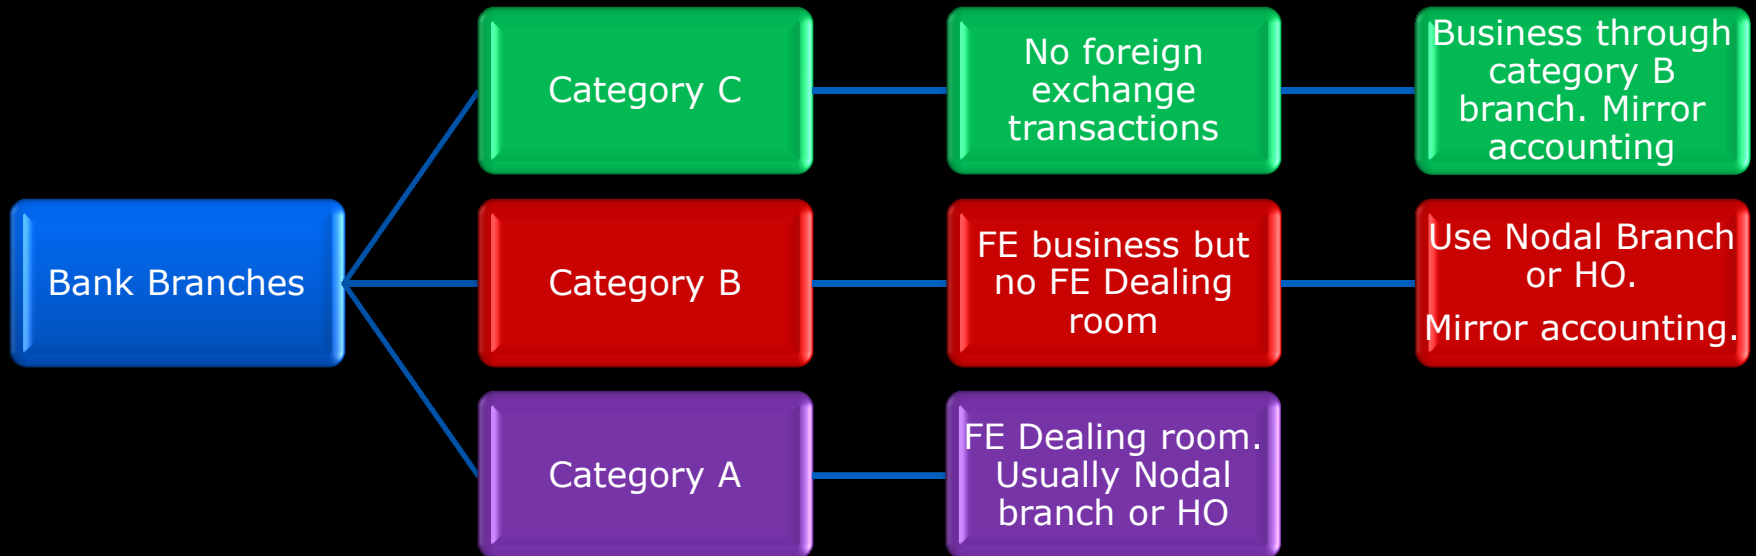 Bank Branches
Category C
No foreign
exchange
transactions
Business through
category B
branch. Mirror
accounting
Category B
FE business but
no FE Dealing
room
Use Nodal Branch
or HO.
Mirror accounting.
Category A
FE Dealing room.
Usually Nodal
branch or HO